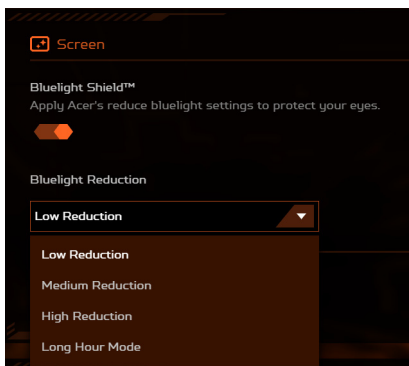 Screen
Bluelight Shield™
Apply Acer's reduce bluelight settings to protect your eyes.
Bluelight Reduction
Low Reduction
Low Reduction
Medium Reduction
High Reduction
Long Hour Mode